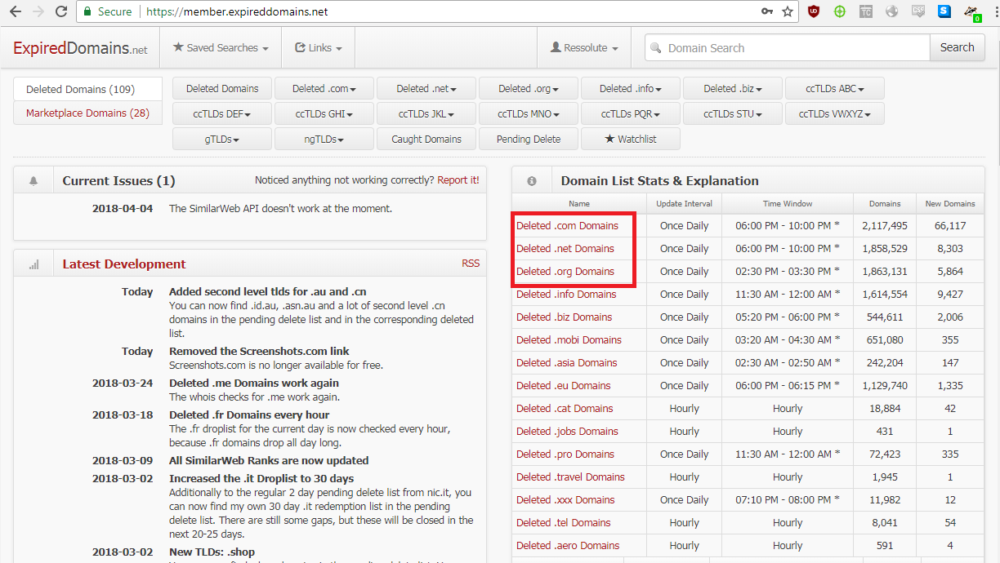 Secure https://member.expireddomains.net
UD TC S 0
ExpiredDomains.net Saved Searches Links Ressolute Domain Search Search
Deleted Domains (109) Deleted Domains Deleted .com Deleted .net Deleted .org Deleted .info Deleted .biz ccTLDs ABC
Marketplace Domains (28) ccTLDs DEF ccTLDs GHI ccTLDs JKL ccTLDs MNO ccTLDs PQR ccTLDs STU ccTLDs VWXYZ
gTLDs ngTLDs Caught Domains Pending Delete ★ Watchlist
Current Issues (1) Noticed anything not working correctly? Report it!
2018-04-04 The SimilarWeb API doesn't work at the moment.
Latest Development RSS
Today Added second level tlds for .au and .cn
You can now find .id.au, .asn.au and a lot of second level .cn
domains in the pending delete list and in the corresponding deleted
list.
Today Removed the Screenshots.com link
Screenshots.com is no longer available for free.
2018-03-24 Deleted .me Domains work again
The whois checks for .me work again.
2018-03-18 Deleted .fr Domains every hour
The .fr droplist for the current day is now checked every hour,
because .fr domains drop all day long.
2018-03-09 All SimilarWeb Ranks are now updated
2018-03-02 Increased the .it Droplist to 30 days
Additionally to the regular 2 day pending delete list from nic.it, you
can now find my own 30 day .it redemption list in the pending
delete list. There are still some gaps, but these will be closed in the
next 20-25 days.
2018-03-02 New TLDs: .shop
Domain List Stats & Explanation
Name Update Interval Time Window Domains New Domains
Deleted .com Domains Once Daily 06:00 PM - 10:00 PM * 2,117,495 66,117
Deleted .net Domains Once Daily 06:00 PM - 10:00 PM * 1,858,529 8,303
Deleted .org Domains Once Daily 02:30 PM - 03:30 PM * 1,863,131 5,864
Deleted .info Domains Once Daily 11:30 AM - 12:00 AM * 1,614,554 9,427
Deleted .biz Domains Once Daily 05:20 PM - 06:00 PM * 544,611 2,006
Deleted .mobi Domains Once Daily 03:20 AM - 04:30 AM * 651,080 355
Deleted .asia Domains Once Daily 02:30 AM - 02:50 AM * 242,204 147
Deleted .eu Domains Once Daily 06:00 PM - 06:15 PM * 1,129,740 1,335
Deleted .cat Domains Hourly Hourly 18,884 42
Deleted .jobs Domains Hourly Hourly 431 1
Deleted .pro Domains Once Daily 11:30 AM - 12:00 AM * 72,423 335
Deleted .travel Domains Hourly Hourly 1,945 1
Deleted .xxx Domains Once Daily 07:10 PM - 08:00 PM * 11,982 12
Deleted .tel Domains Hourly Hourly 8,041 54
Deleted .aero Domains Hourly Hourly 591 4